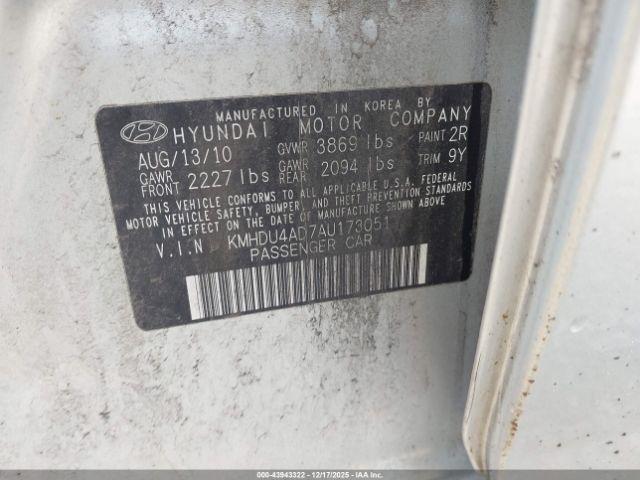 MANUFACTURED IN KOREA BY
HYUNDAI MOTOR COMPANY
AUG/13/10 GVWR 3869 lbs PAINT 2R
GAWR FRONT 2227 lbs GAWR REAR 2094 lbs TRIM 9Y
THIS VEHICLE CONFORMS TO ALL APPLICABLE U.S.A. FEDERAL
MOTOR VEHICLE SAFETY, BUMPER, AND THEFT PREVENTION STANDARDS
IN EFFECT ON THE DATE OF MANUFACTURE SHOWN ABOVE.
V.I.N KMHDU4AD7AU173051
PASSENGER CAR
000-43943322 - 12/17/2025 - IAA Inc.